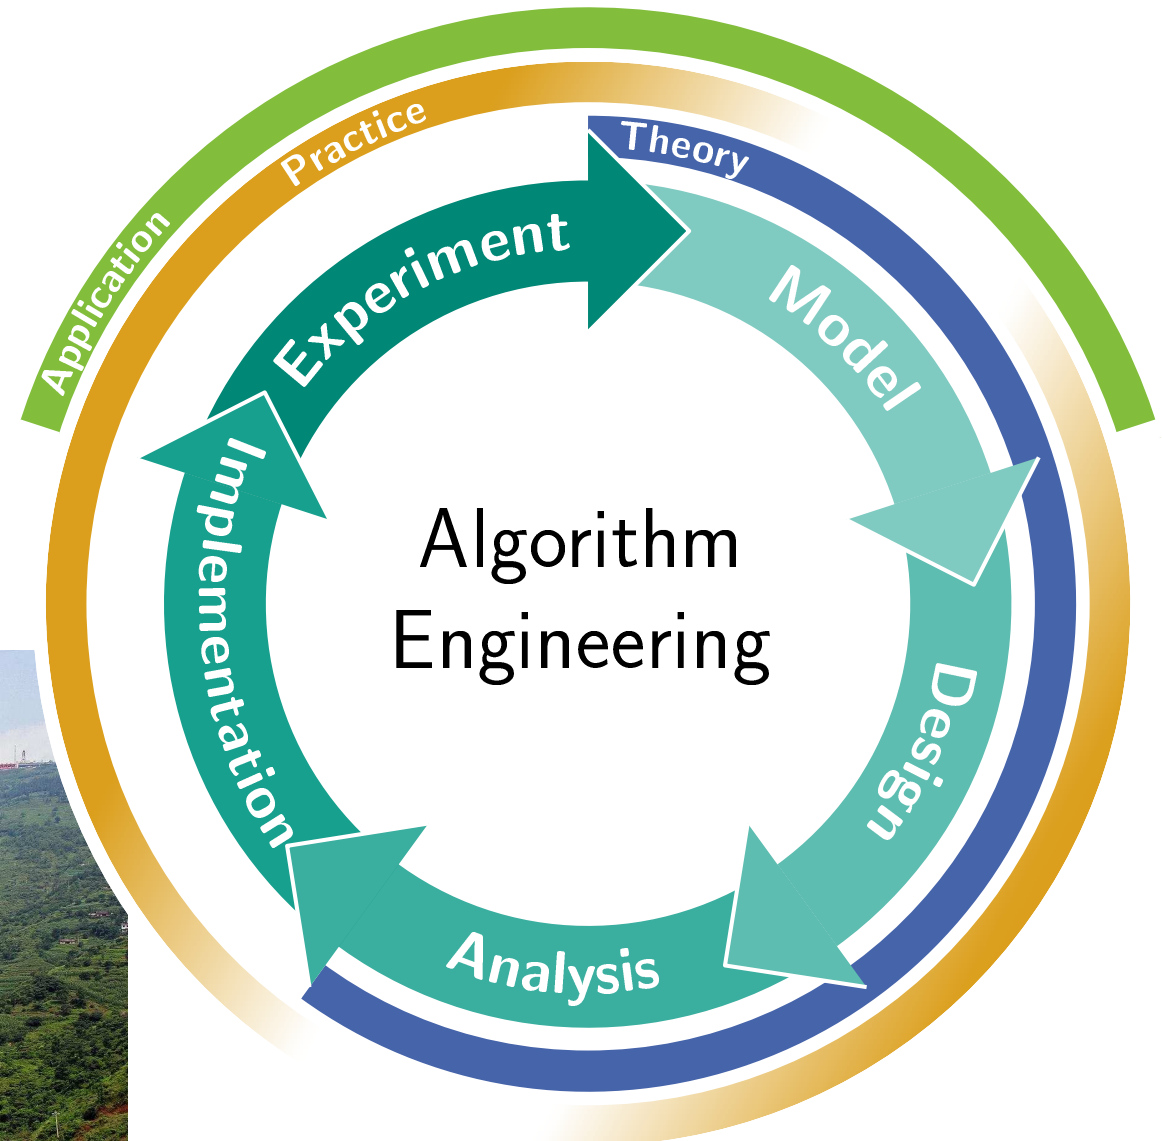 Application
Practice
Theory
Experiment
Model
Design
Analysis
Implementation
Algorithm
Engineering